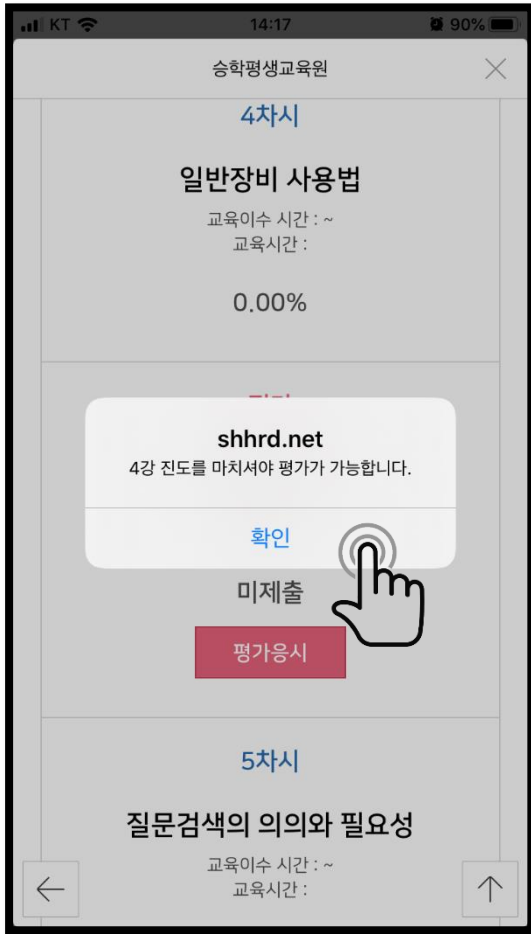 KT 14:17 90%
승학평생교육원
4차시
일반장비 사용법
교육이수 시간 : ~
교육시간 :
0.00%
shhrd.net
4강 진도를 마치셔야 평가가 가능합니다.
확인
미제출
평가응시
5차시
질문검색의 의의와 필요성
교육이수 시간 : ~
교육시간 :